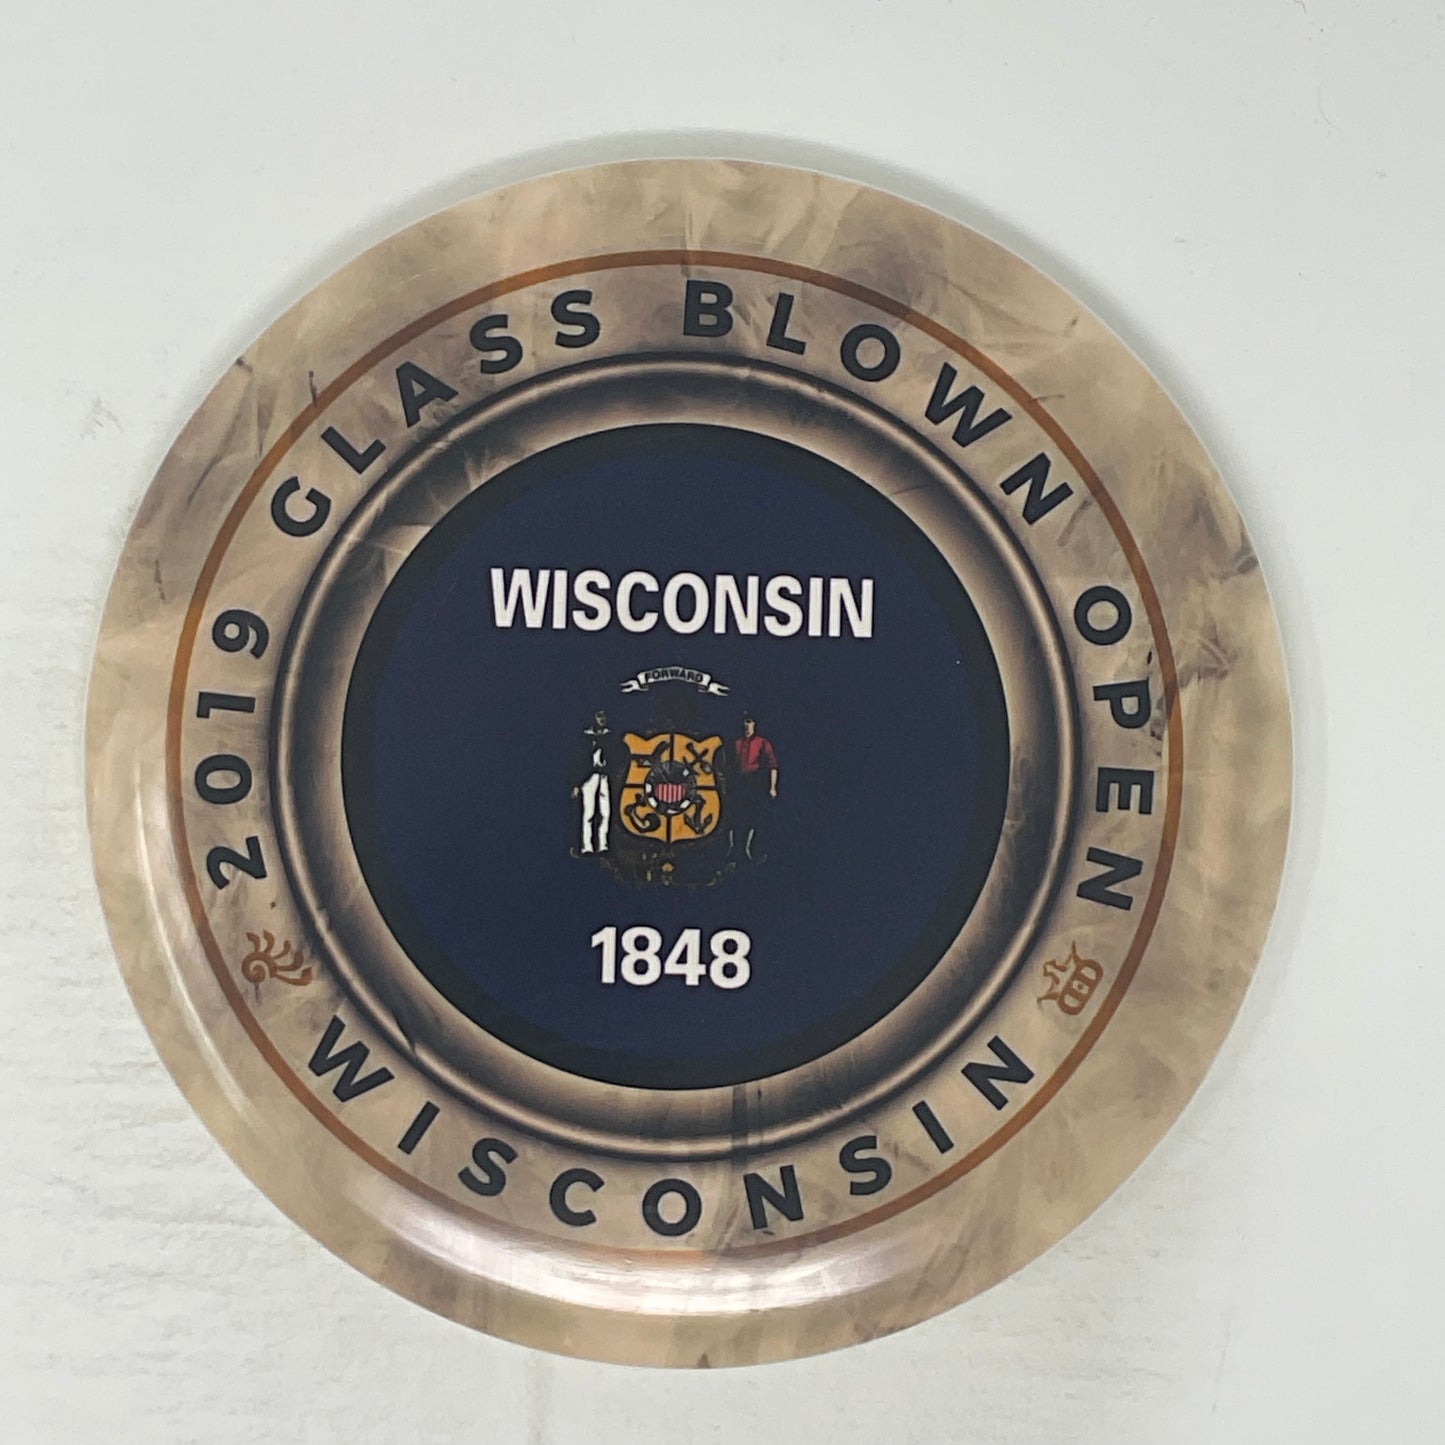 2019 GLASS BLOWN OPEN
WISCONSIN
FORWARD
1848
WISCONSIN